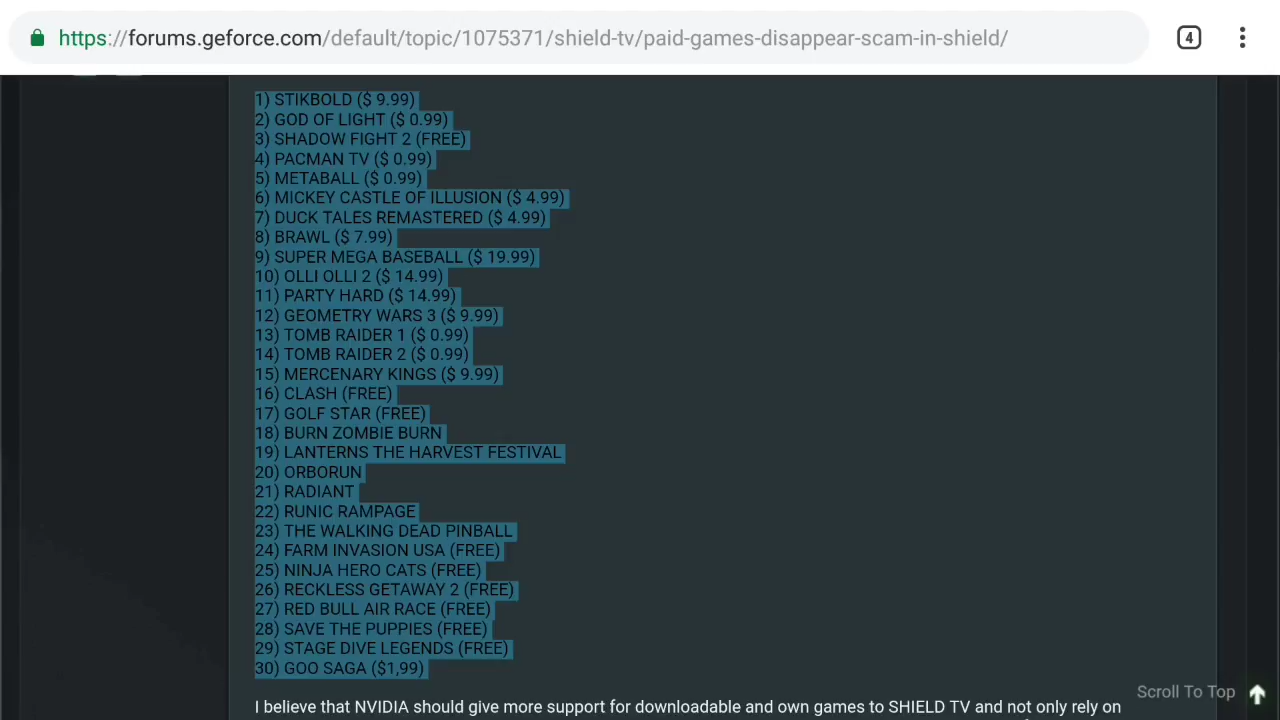 https://forums.geforce.com/default/topic/1075371/shield-tv/paid-games-disappear-scam-in-shield/
4
1) STIKBOLD ($ 9.99)
2) GOD OF LIGHT ($ 0.99)
3) SHADOW FIGHT 2 (FREE)
4) PACMAN TV ($ 0.99)
5) METABALL ($ 0.99)
6) MICKEY CASTLE OF ILLUSION ($ 4.99)
7) DUCK TALES REMASTERED ($ 4.99)
8) BRAWL ($ 7.99)
9) SUPER MEGA BASEBALL ($ 19.99)
10) OLLI OLLI 2 ($ 14.99)
11) PARTY HARD ($ 14.99)
12) GEOMETRY WARS 3 ($ 9.99)
13) TOMB RAIDER 1 ($ 0.99)
14) TOMB RAIDER 2 ($ 0.99)
15) MERCENARY KINGS ($ 9.99)
16) CLASH (FREE)
17) GOLF STAR (FREE)
18) BURN ZOMBIE BURN
19) LANTERNS THE HARVEST FESTIVAL
20) ORBORUN
21) RADIANT
22) RUNIC RAMPAGE
23) THE WALKING DEAD PINBALL
24) FARM INVASION USA (FREE)
25) NINJA HERO CATS (FREE)
26) RECKLESS GETAWAY 2 (FREE)
27) RED BULL AIR RACE (FREE)
28) SAVE THE PUPPIES (FREE)
29) STAGE DIVE LEGENDS (FREE)
30) GOO SAGA ($1,99)
Scroll To Top
I believe that NVIDIA should give more support for downloadable and own games to SHIELD TV and not only rely on